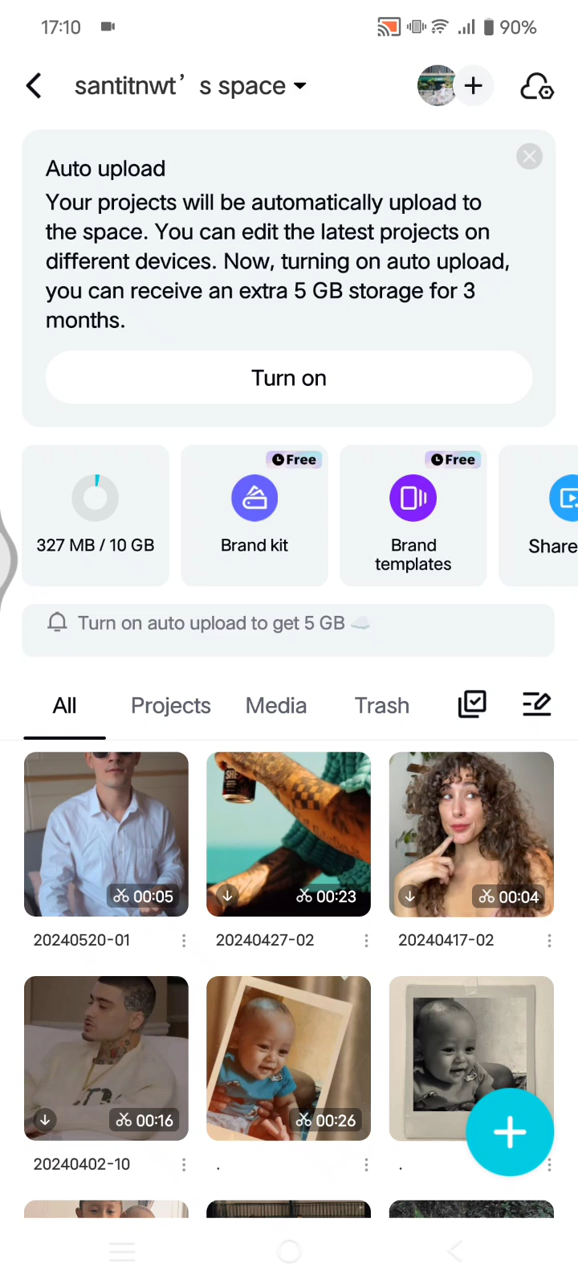 17:10
90%
santitnwt’s space
Auto upload
Your projects will be automatically upload to
the space. You can edit the latest projects on
different devices. Now, turning on auto upload,
you can receive an extra 5 GB storage for 3
months.
Turn on
Free
Free
327 MB / 10 GB
Brand kit
Brand
templates
Share
Turn on auto upload to get 5 GB ☁️
All
Projects
Media
Trash
00:05
00:23
00:04
20240520-01
20240427-02
20240417-02
00:16
00:26
20240402-10
.
.